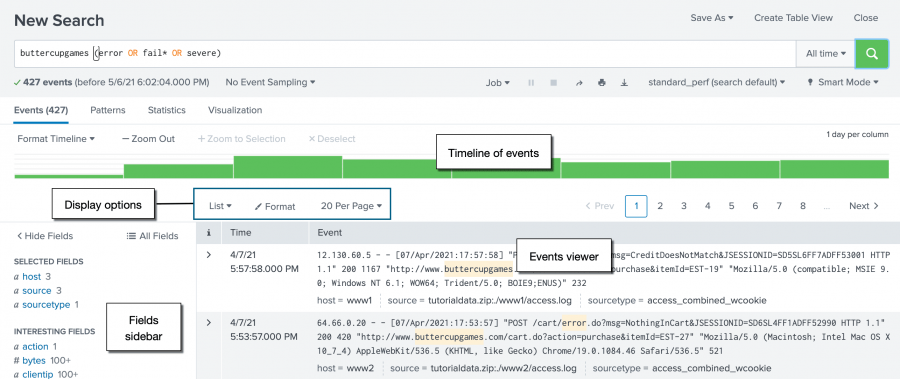 New Search
Save As
Create Table View
Close
buttercupgames (error OR fail* OR severe)
All time
427 events (before 5/6/21 6:02:04.000 PM)
No Event Sampling
Job
standard_perf (search default)
Smart Mode
Events (427)
Patterns
Statistics
Visualization
Format Timeline
— Zoom Out
+ Zoom to Selection
× Deselect
1 day per column
Timeline of events
Display options
List
Format
20 Per Page
< Prev
1 2 3 4 5 6 7 8 ... Next >
< Hide Fields
All Fields
i
Time
Event
SELECTED FIELDS
a host 3
a source 3
a sourcetype 1
INTERESTING FIELDS
a action 1
# bytes 100+
a clientip 100+
Fields
sidebar
>
4/7/21
5:57:58.000 PM
12.130.60.5 - - [07/Apr/2021:17:57:58] "P msg=CreditDoesNotMatch&JSESSIONID=SD5SL6FF7ADFF53001 HTTP
1.1" 200 1167 "http://www.buttercupgames. purchase&itemId=EST-19" "Mozilla/5.0 (compatible; MSIE 9.
0; Windows NT 6.1; WOW64; Trident/5.0; BOIE9;ENUS)" 232
Events viewer
host = www1 source = tutorialdata.zip:/www1/access.log sourcetype = access_combined_wcookie
>
4/7/21
5:53:57.000 PM
64.66.0.20 - - [07/Apr/2021:17:53:57] "POST /cart/error.do?msg=NothingInCart&JSESSIONID=SD6SL4FF1ADFF52990 HTTP 1.1"
200 420 "http://www.buttercupgames.com/cart.do?action=purchase&itemId=EST-27" "Mozilla/5.0 (Macintosh; Intel Mac OS X
10_7_4) AppleWebKit/536.5 (KHTML, like Gecko) Chrome/19.0.1084.46 Safari/536.5" 521
host = www2 source = tutorialdata.zip:/www2/access.log sourcetype = access_combined_wcookie